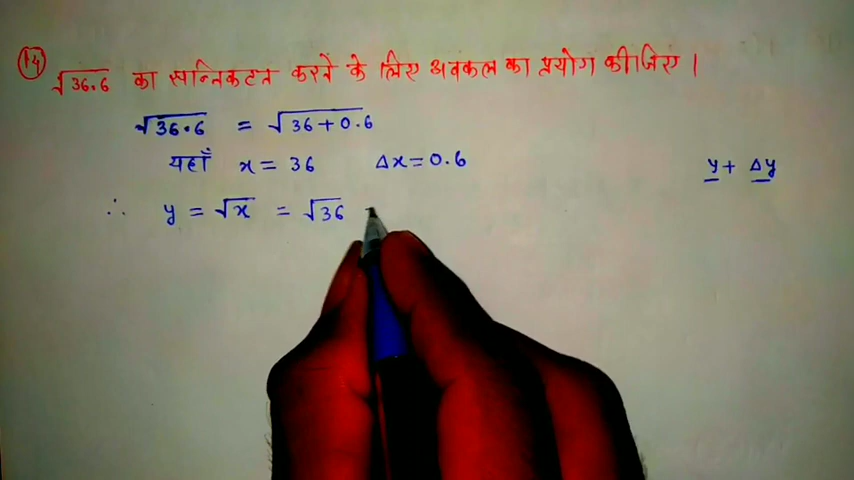 14 √36.6 का सन्निकटन करने के लिए अवकल का प्रयोग कीजिए ।
√36.6 = √36+0.6
यहाँ x = 36 Δx = 0.6
y + Δy
∴ y = √x = √36